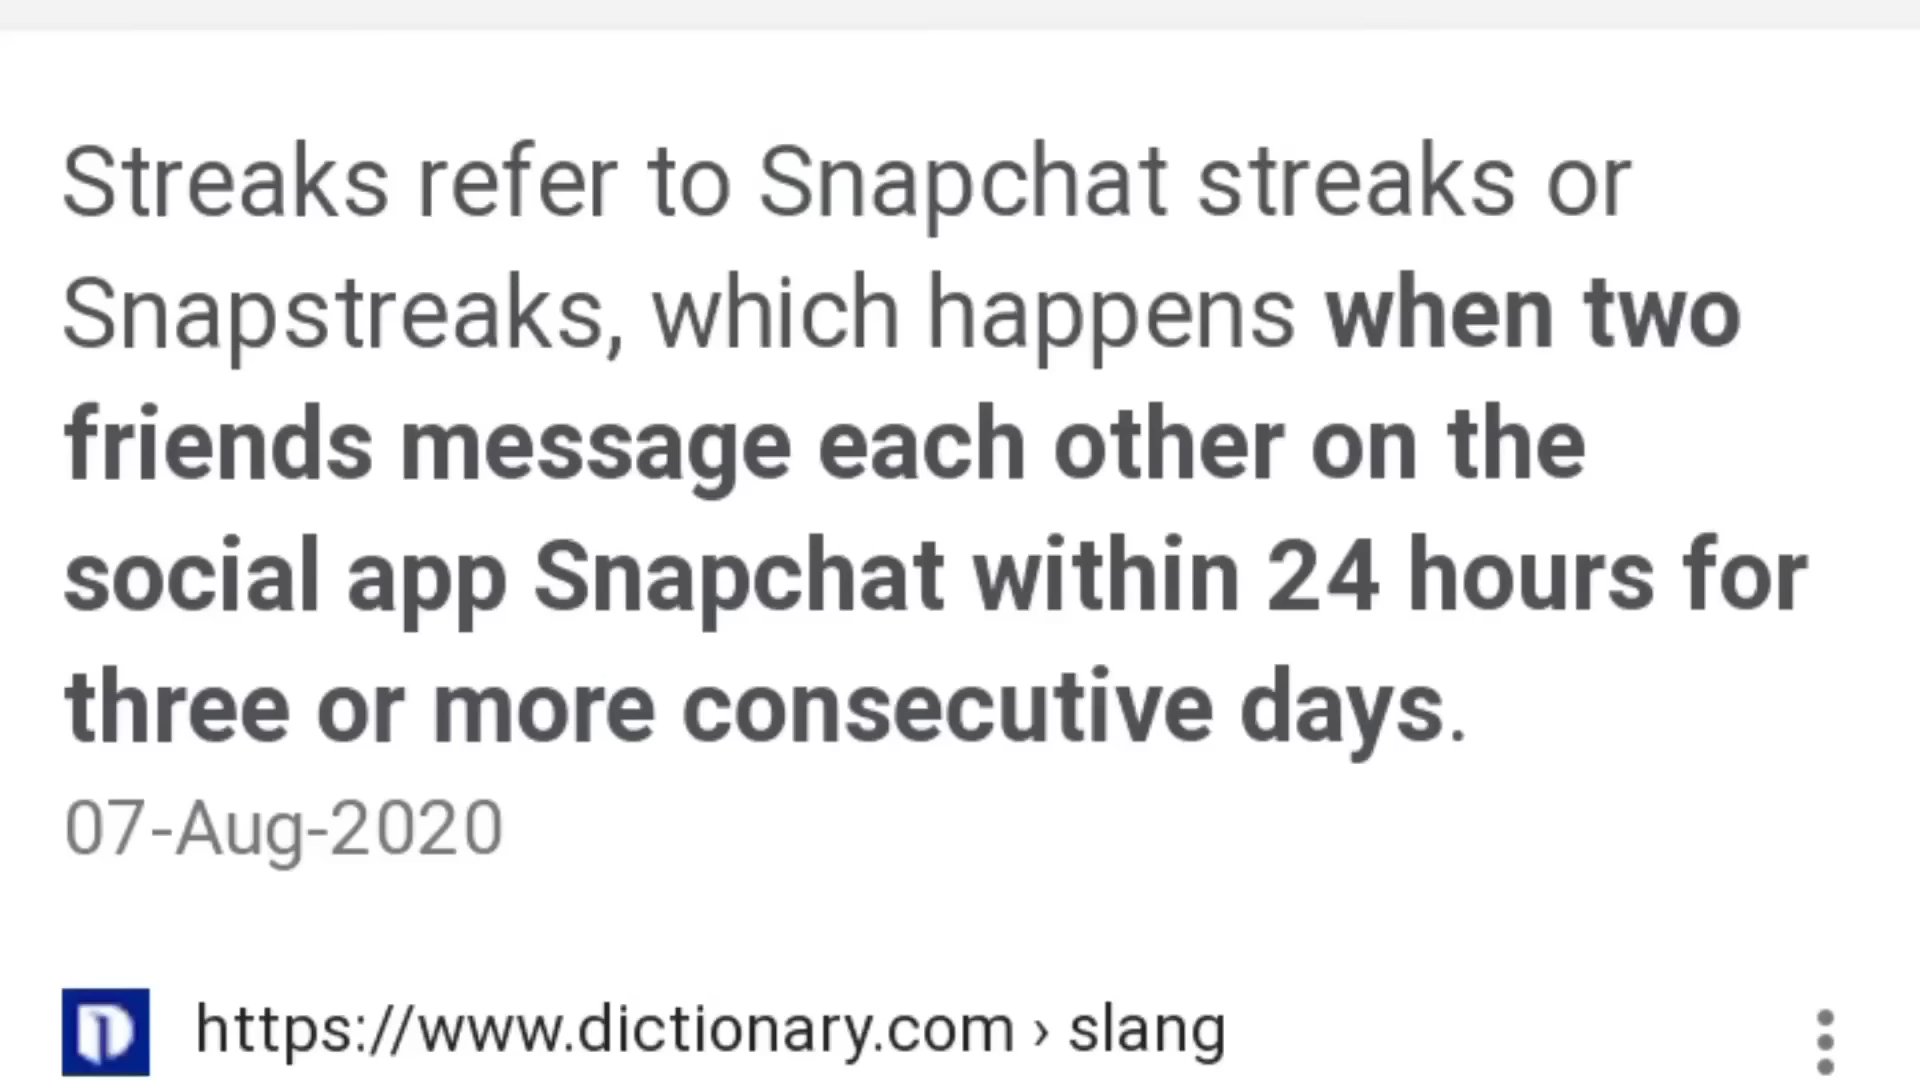 Streaks refer to Snapchat streaks or
Snapstreaks, which happens when two
friends message each other on the
social app Snapchat within 24 hours for
three or more consecutive days.
07-Aug-2020
https://www.dictionary.com › slang